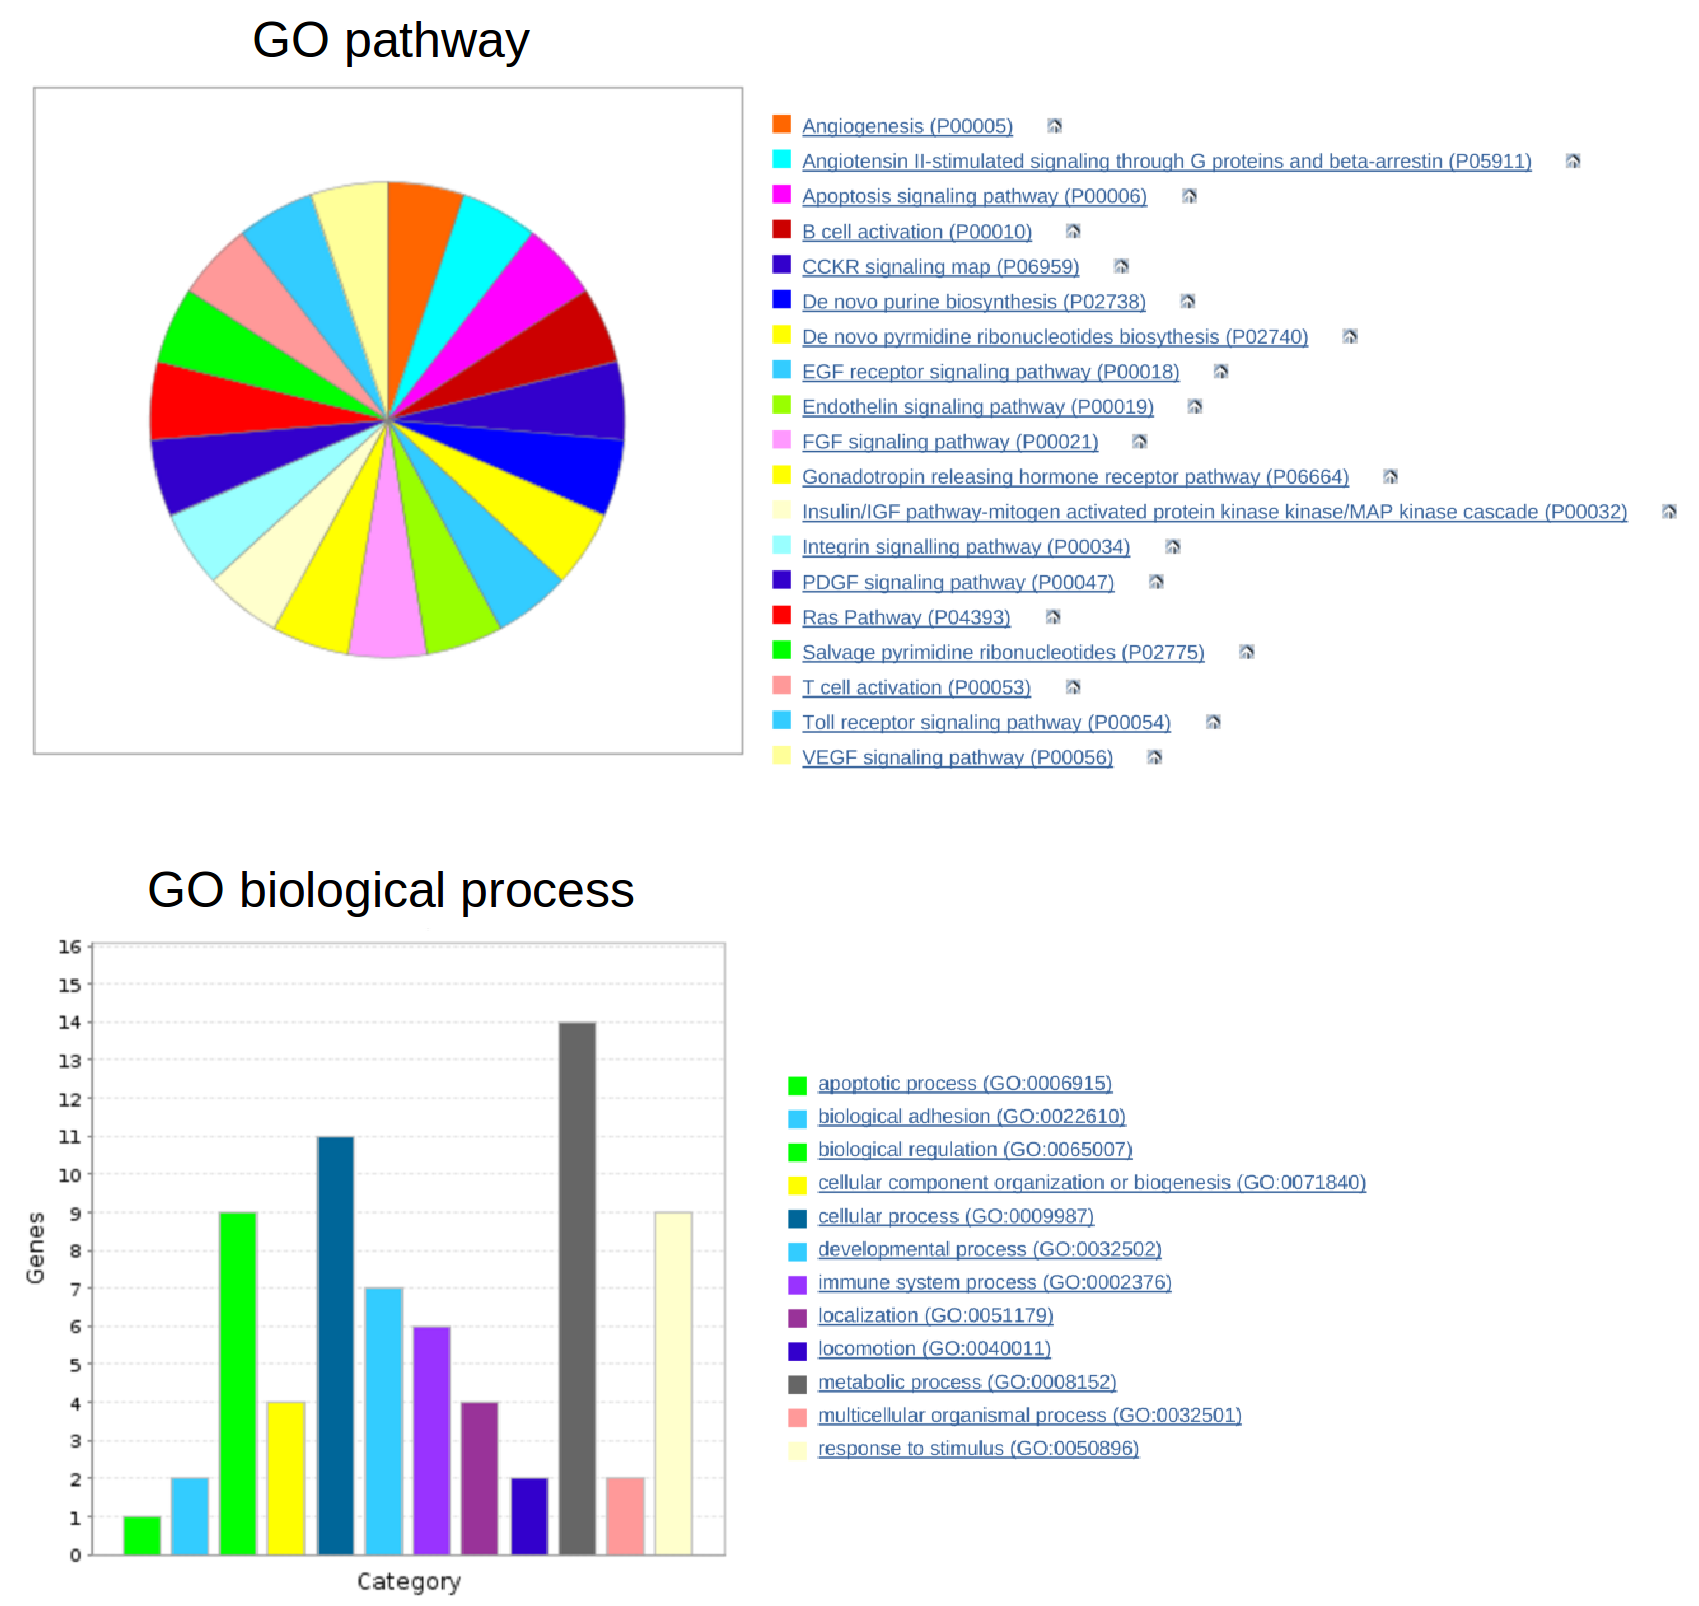 GO pathway
Angiogenesis (P00005)
Angiotensin II-stimulated signaling through G proteins and beta-arrestin (P05911)
Apoptosis signaling pathway (P00006)
B cell activation (P00010)
CCKR signaling map (P06959)
De novo purine biosynthesis (P02738)
De novo pyrmidine ribonucleotides biosythesis (P02740)
EGF receptor signaling pathway (P00018)
Endothelin signaling pathway (P00019)
FGF signaling pathway (P00021)
Gonadotropin releasing hormone receptor pathway (P06664)
Insulin/IGF pathway-mitogen activated protein kinase kinase/MAP kinase cascade (P00032)
Integrin signalling pathway (P00034)
PDGF signaling pathway (P00047)
Ras Pathway (P04393)
Salvage pyrimidine ribonucleotides (P02775)
T cell activation (P00053)
Toll receptor signaling pathway (P00054)
VEGF signaling pathway (P00056)
GO biological process
16
15
14
13
12
11
10
9
8
7
6
5
4
3
2
1
0
Genes
Category
apoptotic process (GO:0006915)
biological adhesion (GO:0022610)
biological regulation (GO:0065007)
cellular component organization or biogenesis (GO:0071840)
cellular process (GO:0009987)
developmental process (GO:0032502)
immune system process (GO:0002376)
localization (GO:0051179)
locomotion (GO:0040011)
metabolic process (GO:0008152)
multicellular organismal process (GO:0032501)
response to stimulus (GO:0050896)